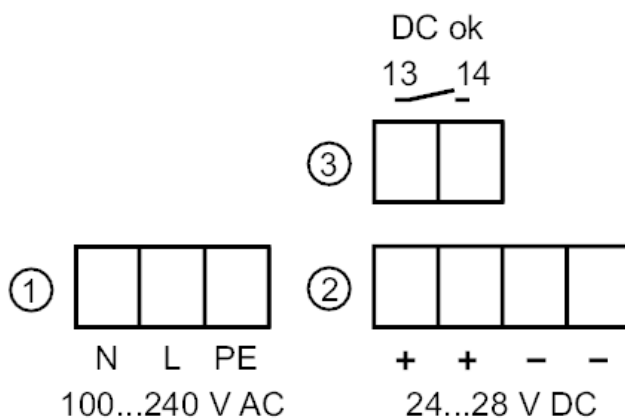 DC ok
13 14
3
1
2
N L PE
+ + − −
100...240 V AC
24...28 V DC